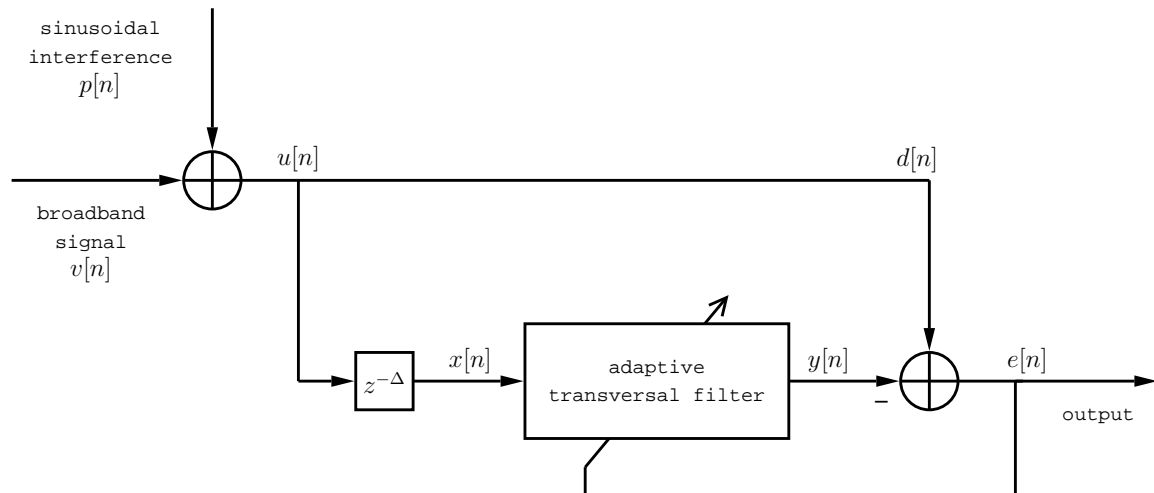 sinusoidal
interference
p[n]
u[n]
d[n]
broadband
signal
v[n]
z^{-Δ}
x[n]
adaptive
transversal filter
y[n]
−
e[n]
output